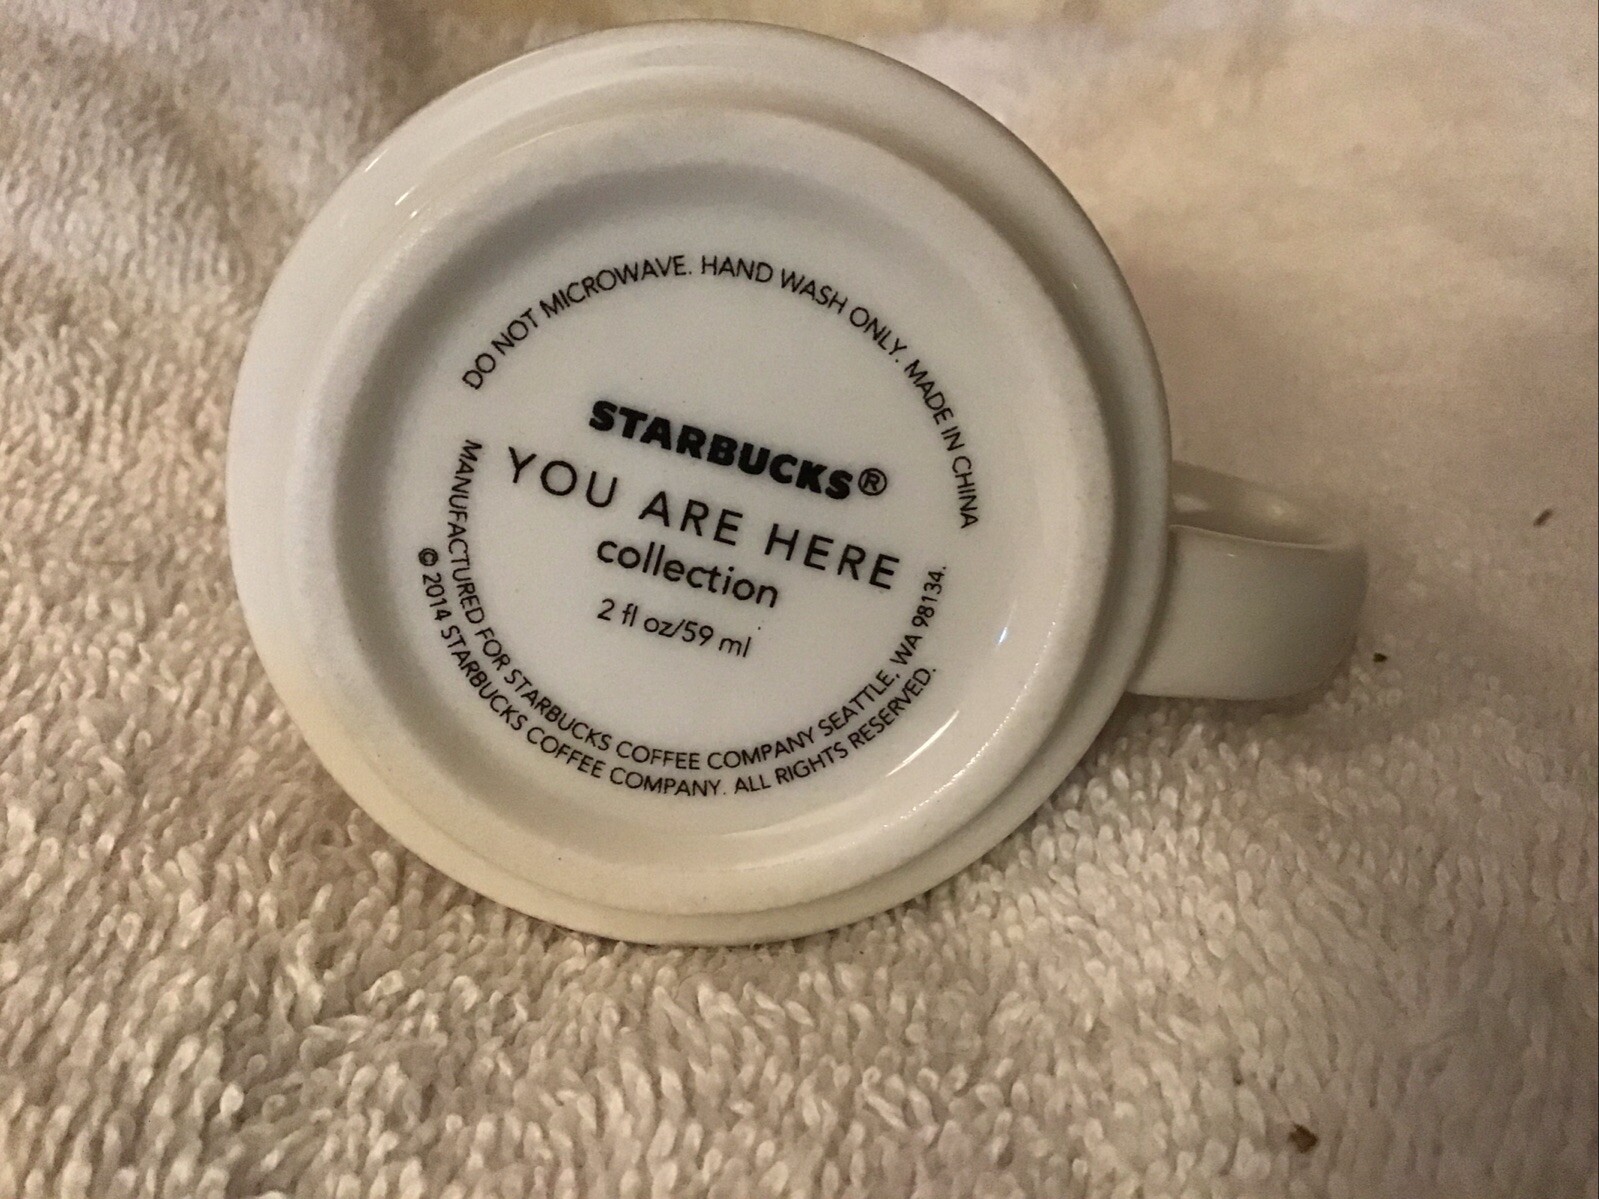 DO NOT MICROWAVE. HAND WASH ONLY. MADE IN CHINA
STARBUCKS®
YOU ARE HERE
collection
2 fl oz/59 ml
MANUFACTURED FOR STARBUCKS COFFEE COMPANY SEATTLE, WA 98134.
© 2014 STARBUCKS COFFEE COMPANY. ALL RIGHTS RESERVED.